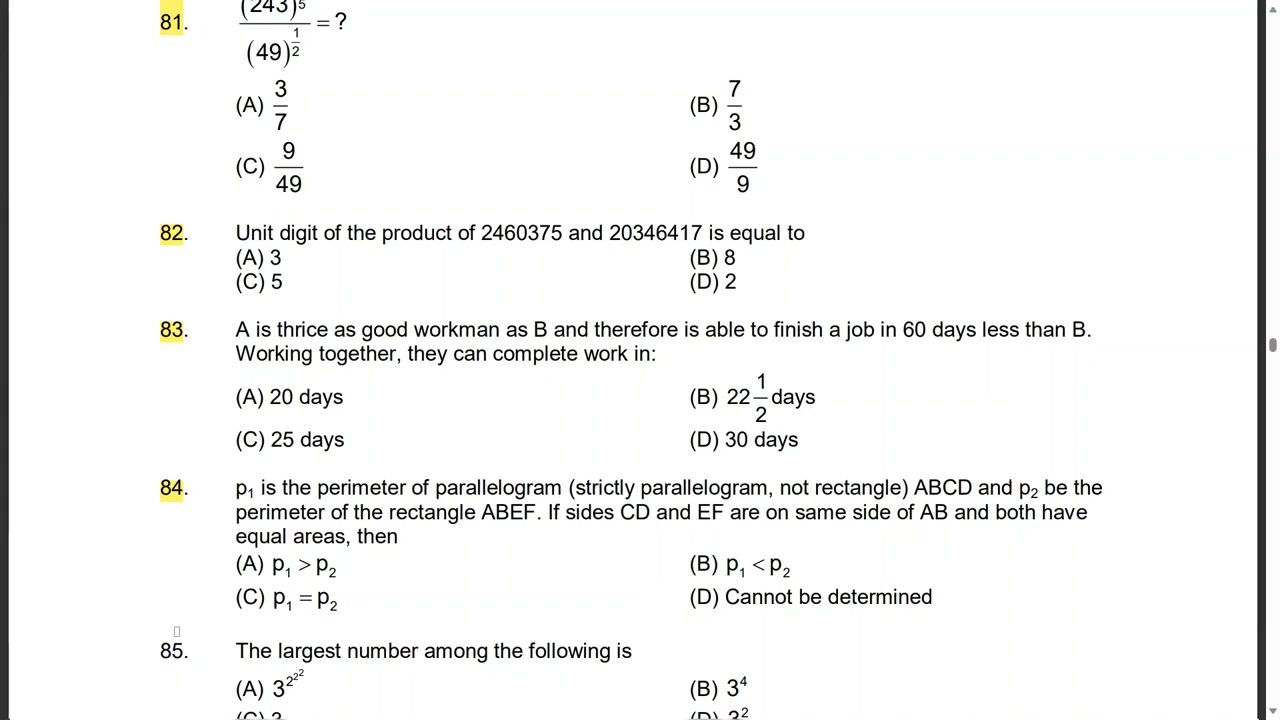 81. (243)^5 / (49)^(1/2) = ?
(A) 3/7 (B) 7/3
(C) 9/49 (D) 49/9
82. Unit digit of the product of 2460375 and 20346417 is equal to
(A) 3 (B) 8
(C) 5 (D) 2
83. A is thrice as good workman as B and therefore is able to finish a job in 60 days less than B.
Working together, they can complete work in:
(A) 20 days (B) 22 1/2 days
(C) 25 days (D) 30 days
84. p₁ is the perimeter of parallelogram (strictly parallelogram, not rectangle) ABCD and p₂ be the
perimeter of the rectangle ABEF. If sides CD and EF are on same side of AB and both have
equal areas, then
(A) p₁ > p₂ (B) p₁ < p₂
(C) p₁ = p₂ (D) Cannot be determined
85. The largest number among the following is
(A) 3^2^2^2 (B) 3^4
(D) 3^2